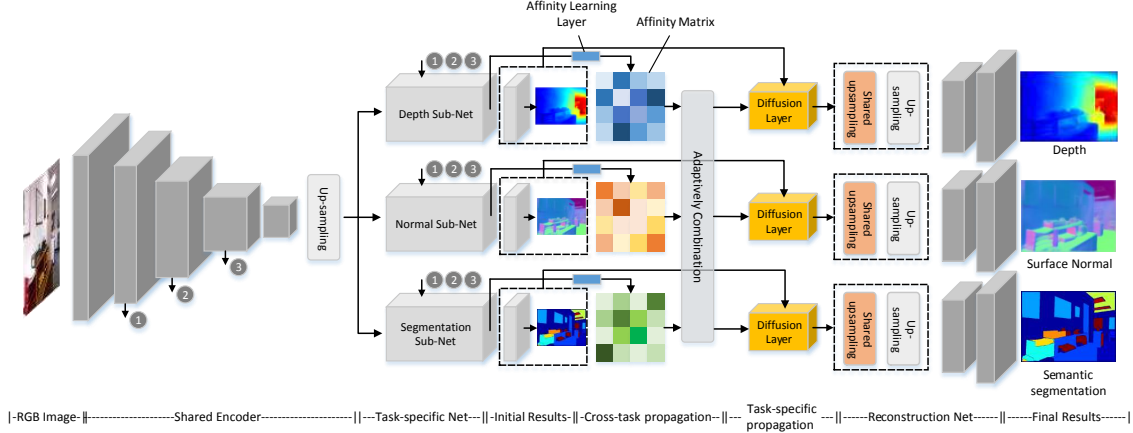 Affinity Learning
Layer
Affinity Matrix
1 2 3
Depth Sub-Net
Diffusion
Layer
Shared
upsampling
Up-
sampling
Depth
Up-sampling
1 2 3
Normal Sub-Net
Adaptively Combination
Diffusion
Layer
Shared
upsampling
Up-
sampling
Surface Normal
3
2
1
1 2 3
Segmentation
Sub-Net
Diffusion
Layer
Shared
upsampling
Up-
sampling
Semantic
segmentation
|-RGB Image-||----------------Shared Encoder----------------||--Task-specific Net--||-Initial Results-||-Cross-task propagation-||---Task-specific propagation---||------Reconstruction Net------||----Final Results----|